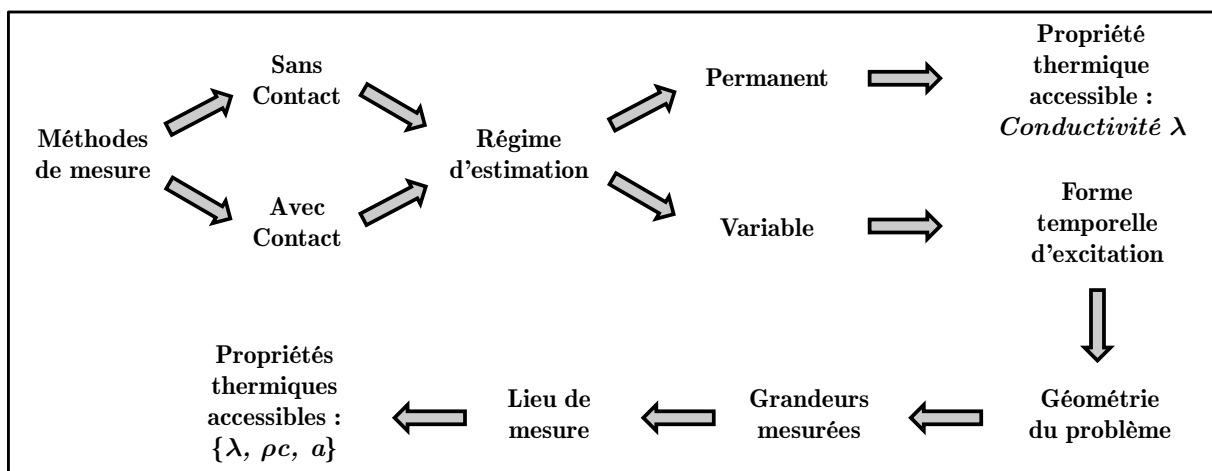 Méthodes
de mesure
Sans
Contact
Avec
Contact
Régime
d'estimation
Permanent
Propriété
thermique
accessible :
Conductivité λ
Variable
Forme
temporelle
d'excitation
Géométrie
du problème
Grandeurs
mesurées
Lieu de
mesure
Propriétés
thermiques
accessibles :
{λ, ρc, a}